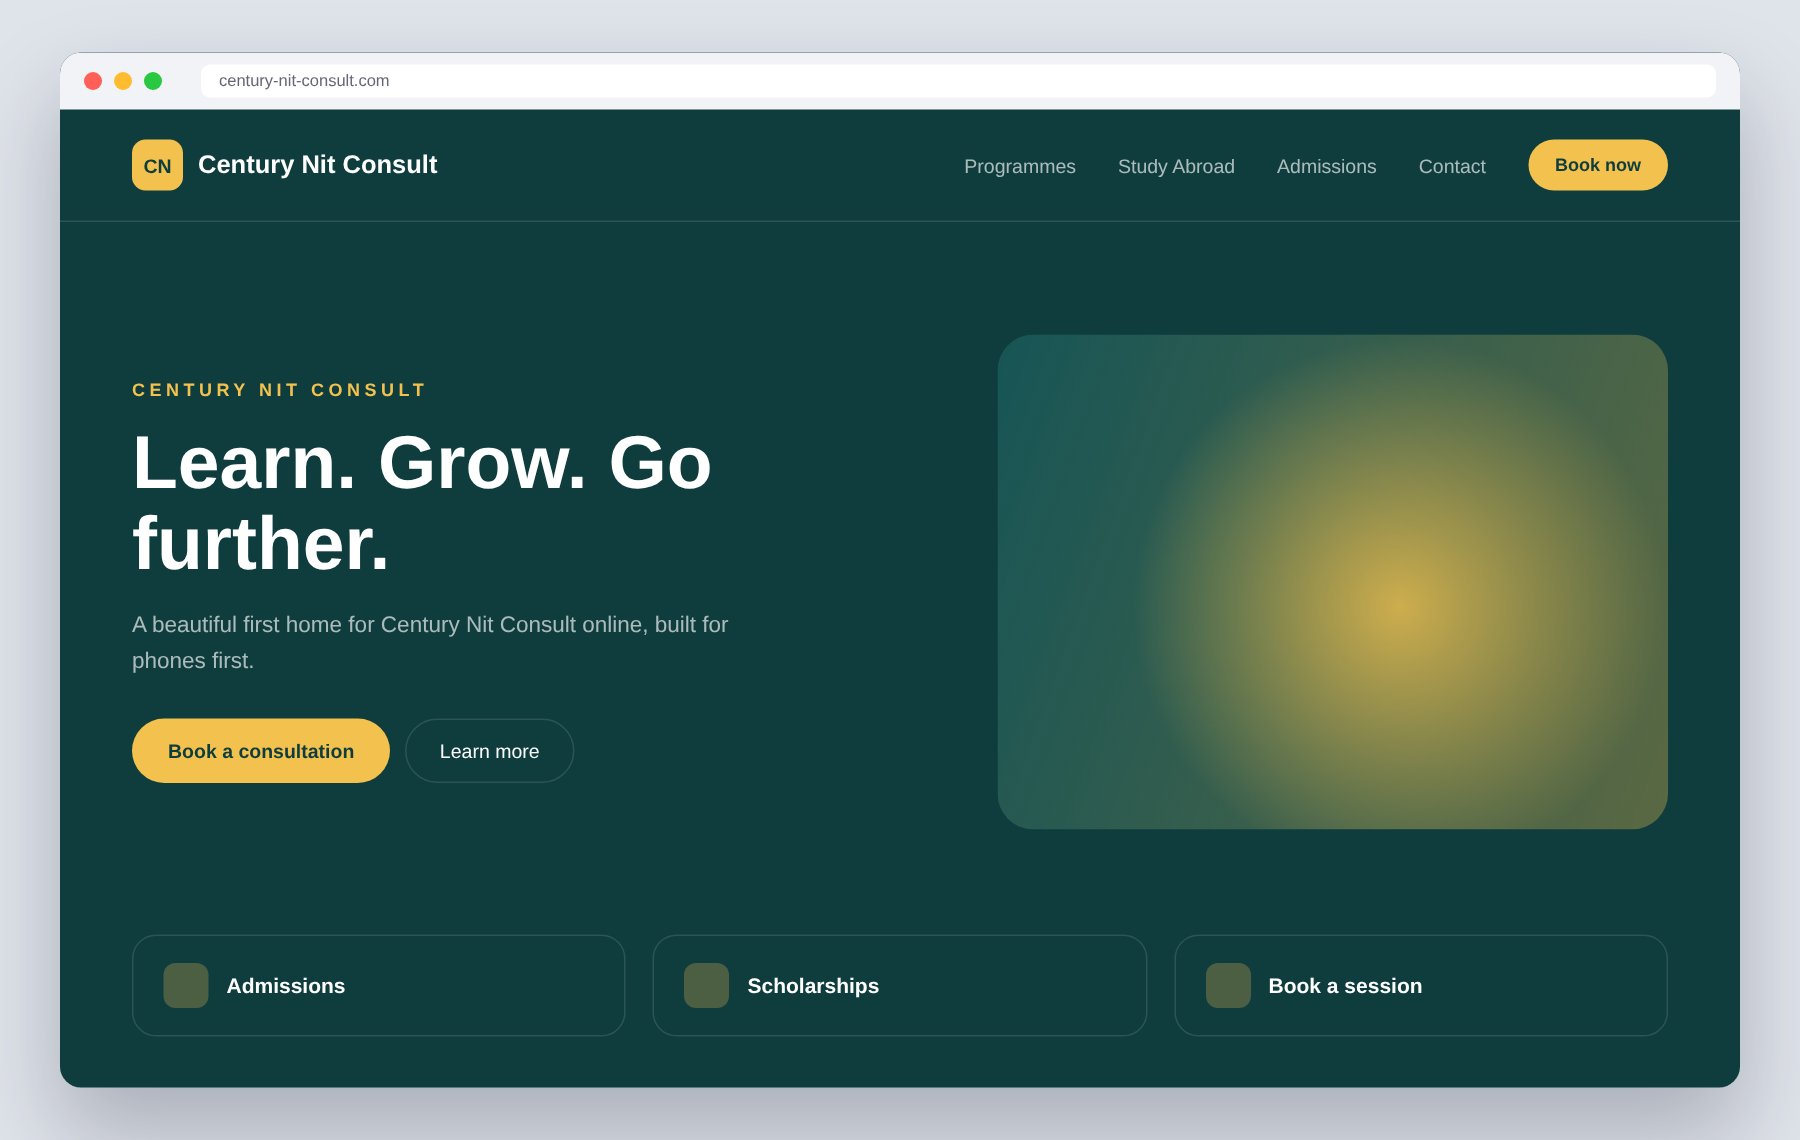 century-nit-consult.com
CN
Century Nit Consult
Programmes
Study Abroad
Admissions
Contact
Book now
CENTURY NIT CONSULT
Learn. Grow. Go
further.
A beautiful first home for Century Nit Consult online, built for
phones first.
Book a consultation
Learn more
Admissions
Scholarships
Book a session